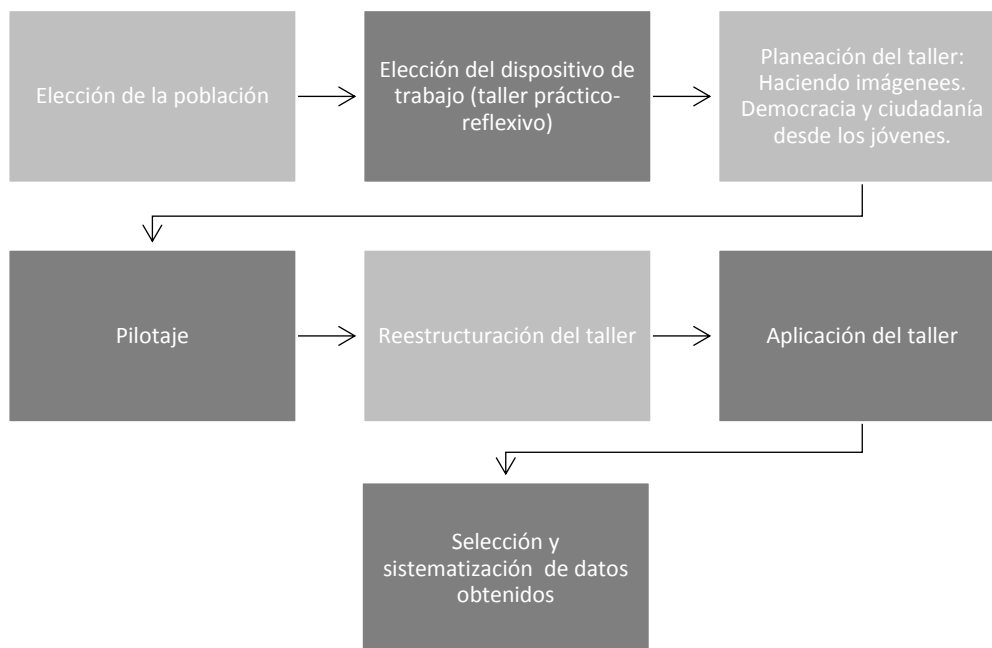 Elección de la población
Elección del dispositivo de
trabajo (taller práctico-
reflexivo)
Planeación del taller:
Haciendo imágenees.
Democracia y ciudadanía
desde los jóvenes.
Pilotaje
Reestructuración del taller
Aplicación del taller
Selección y
sistematización de datos
obtenidos